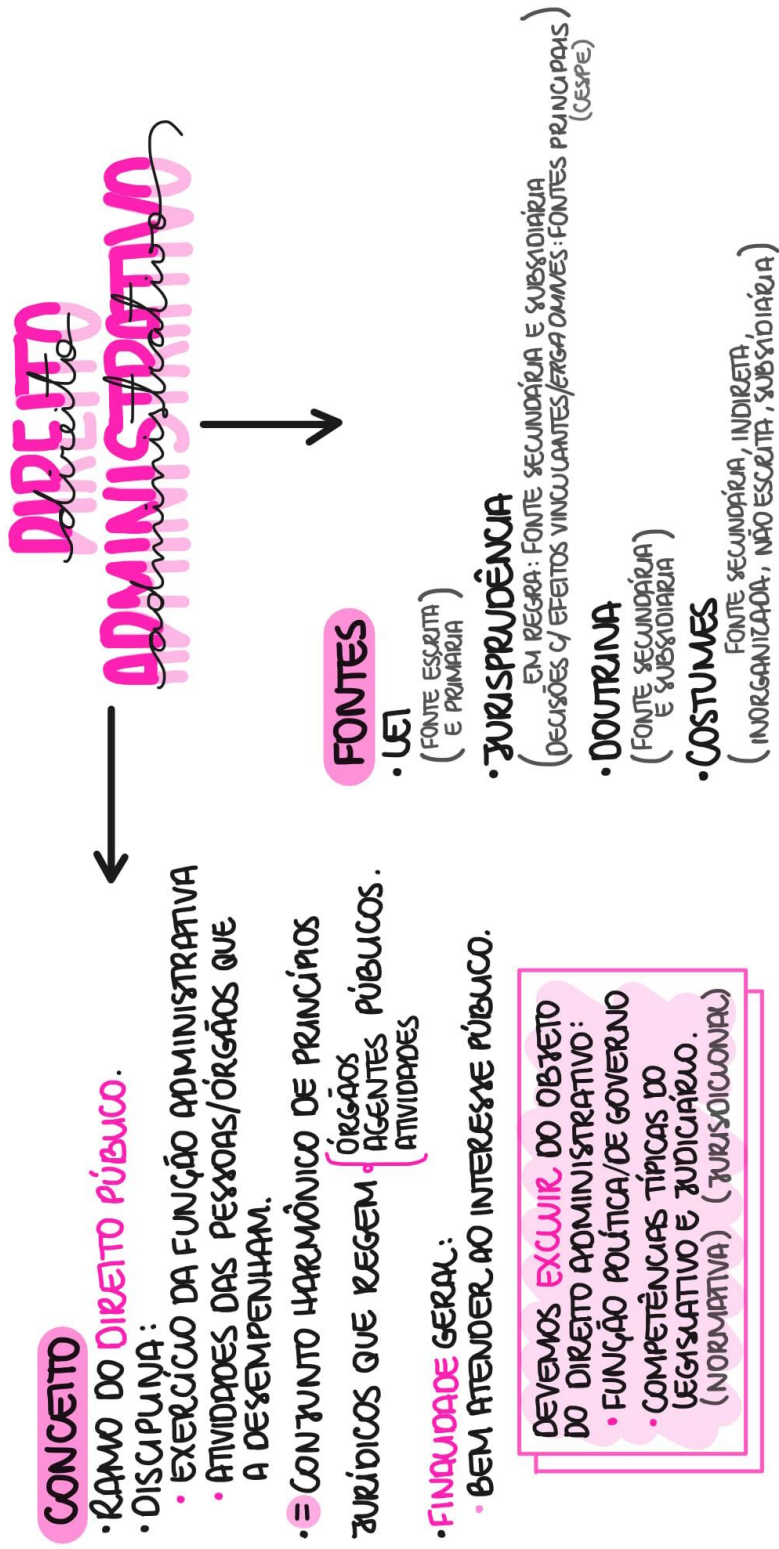 DIREITO
direito
ADMINISTRATIVO
administrativo
CONCEITO
• RAMO DO DIREITO PÚBLICO.
• DISCIPLINA:
• EXERCÍCIO DA FUNÇÃO ADMINISTRATIVA
• ATIVIDADES DAS PESSOAS/ÓRGÃOS QUE
A DESEMPENHAM.
• = CONJUNTO HARMÔNICO DE PRINCÍPIOS
JURÍDICOS QUE REGEM
ÓRGÃOS
AGENTES PÚBLICOS.
ATIVIDADES
• FINALIDADE GERAL:
• BEM ATENDER AO INTERESSE PÚBLICO.
DEVEMOS EXCLUIR DO OBJETO
DO DIREITO ADMINISTRATIVO:
• FUNÇÃO POLÍTICA/DE GOVERNO
• COMPETÊNCIAS TÍPICAS DO
LEGISLATIVO E JUDICIÁRIO.
(NORMATIVA) (JURISDICIONAL)
FONTES
• LEI
(FONTE ESCRITA
E PRIMÁRIA)
• JURISPRUDÊNCIA
(EM REGRA: FONTE SECUNDÁRIA E SUBSIDIÁRIA
DECISÕES C/ EFEITOS VINCULANTES/ERGA OMNES: FONTES PRINCIPAIS)
(CESPE)
• DOUTRINA
(FONTE SECUNDÁRIA
E SUBSIDIARIA)
• COSTUMES
(FONTE SECUNDÁRIA, INDIRETA,
INORGANIZADA, NÃO ESCRITA, SUBSIDIÁRIA)